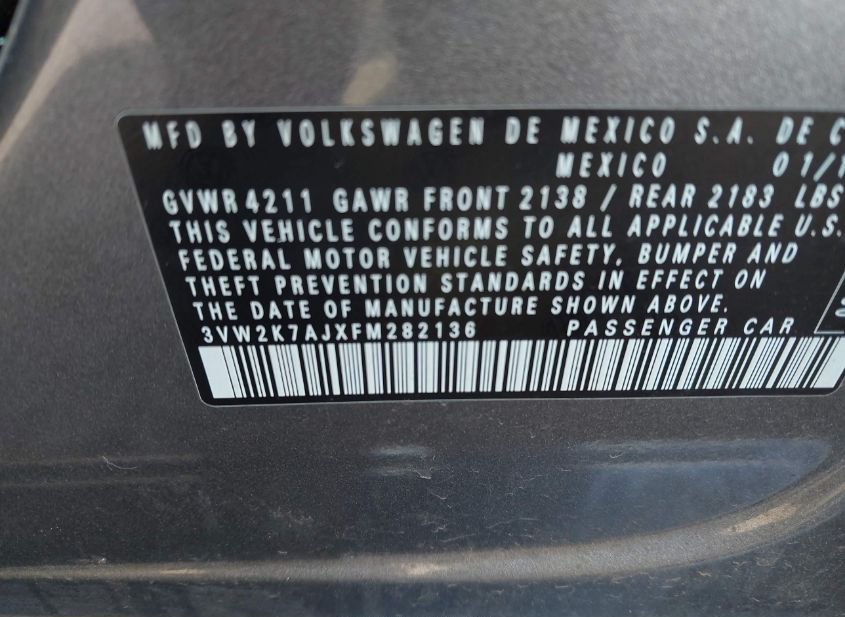 MFD BY VOLKSWAGEN DE MEXICO S.A. DE C
MEXICO 01/1
GVWR 4211 GAWR FRONT 2138 / REAR 2183 LBS
THIS VEHICLE CONFORMS TO ALL APPLICABLE U.S.
FEDERAL MOTOR VEHICLE SAFETY, BUMPER AND
THEFT PREVENTION STANDARDS IN EFFECT ON
THE DATE OF MANUFACTURE SHOWN ABOVE.
3VW2K7AJXFM282136 PASSENGER CAR